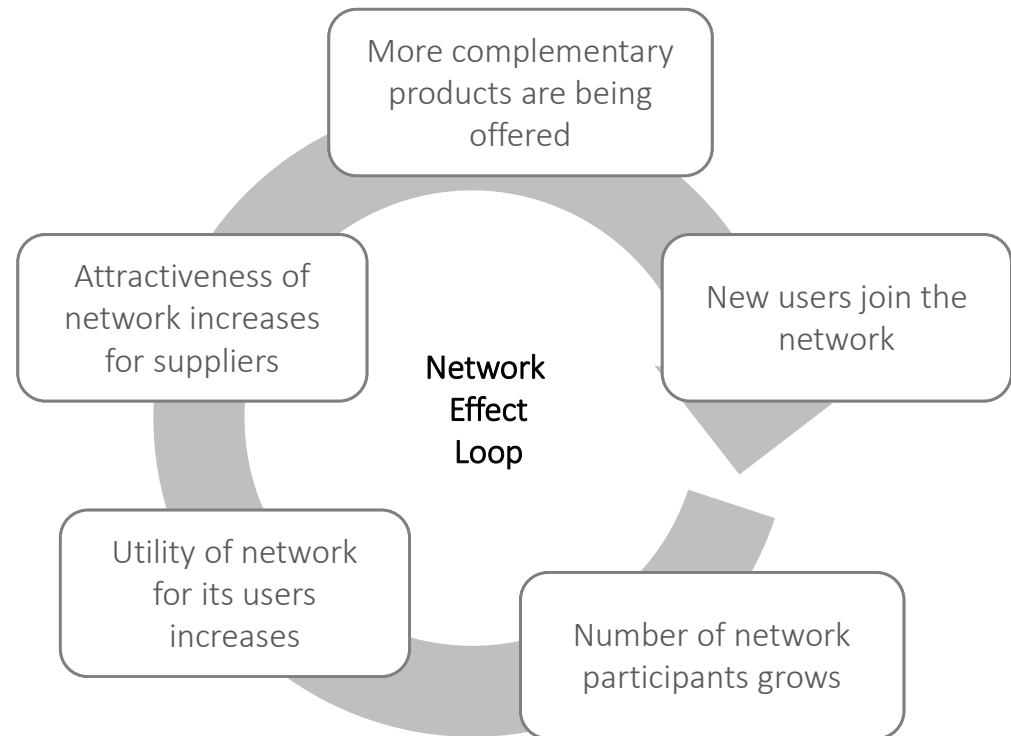 More complementary
products are being
offered
New users join the
network
Number of network
participants grows
Utility of network
for its users
increases
Attractiveness of
network increases
for suppliers
Network
Effect
Loop